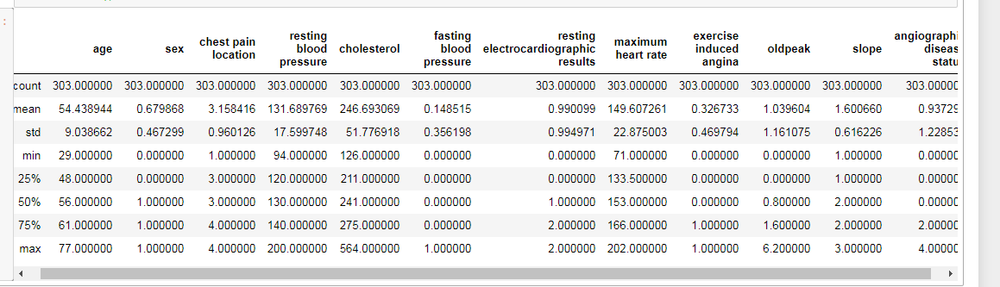 :
age sex chest pain location resting blood pressure cholesterol fasting blood pressure resting electrocardiographic results maximum heart rate exercise induced angina oldpeak slope angiographi diseas statu
count 303.000000 303.000000 303.000000 303.000000 303.000000 303.000000 303.000000 303.000000 303.000000 303.000000 303.000000 303.00000
mean 54.438944 0.679868 3.158416 131.689769 246.693069 0.148515 0.990099 149.607261 0.326733 1.039604 1.600660 0.93729
std 9.038662 0.467299 0.960126 17.599748 51.776918 0.356198 0.994971 22.875003 0.469794 1.161075 0.616226 1.22853
min 29.000000 0.000000 1.000000 94.000000 126.000000 0.000000 0.000000 71.000000 0.000000 0.000000 1.000000 0.00000
25% 48.000000 0.000000 3.000000 120.000000 211.000000 0.000000 0.000000 133.500000 0.000000 0.000000 1.000000 0.00000
50% 56.000000 1.000000 3.000000 130.000000 241.000000 0.000000 1.000000 153.000000 0.000000 0.800000 2.000000 0.00000
75% 61.000000 1.000000 4.000000 140.000000 275.000000 0.000000 2.000000 166.000000 1.000000 1.600000 2.000000 2.00000
max 77.000000 1.000000 4.000000 200.000000 564.000000 1.000000 2.000000 202.000000 1.000000 6.200000 3.000000 4.00000